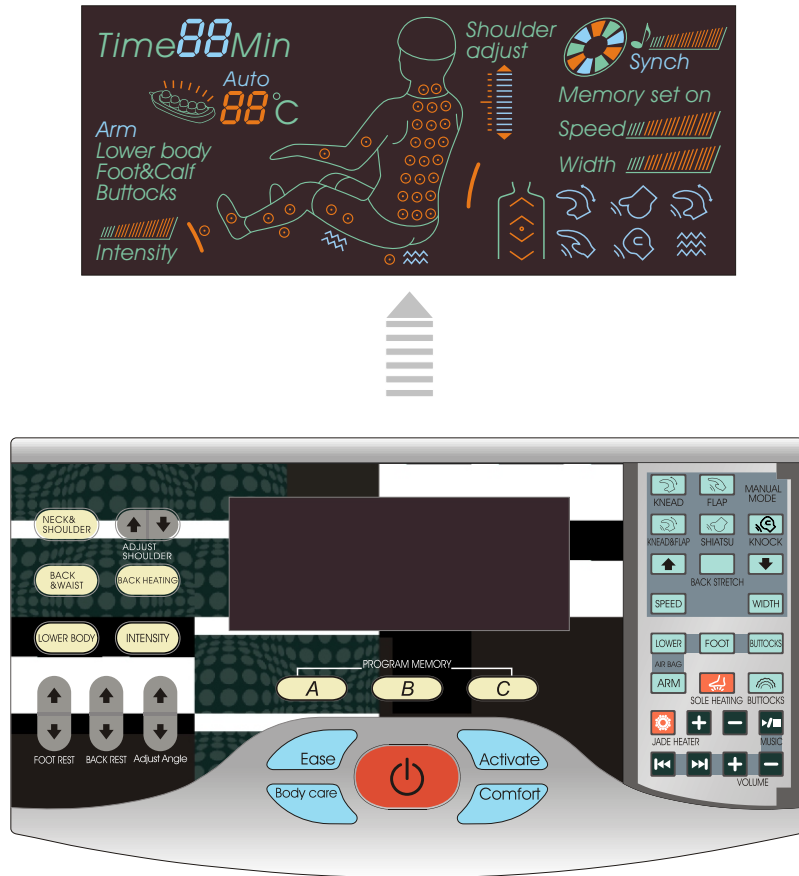 Time 88 Min
Auto
88°C
Arm
Lower body
Foot&Calf
Buttocks
Intensity
Shoulder
adjust
Synch
Memory set on
Speed
Width
NECK&
SHOULDER
ADJUST
SHOULDER
BACK
&WAIST
BACK HEATING
LOWER BODY
INTENSITY
FOOT REST
BACK REST
Adjust Angle
PROGRAM MEMORY
A
B
C
Ease
Activate
Body care
Comfort
KNEAD
FLAP
MANUAL
MODE
KNEAD&FLAP
SHIATSU
KNOCK
BACK STRETCH
SPEED
WIDTH
LOWER
FOOT
BUTTOCKS
AIR BAG
ARM
SOLE HEATING
BUTTOCKS
JADE HEATER
MUSIC
VOLUME